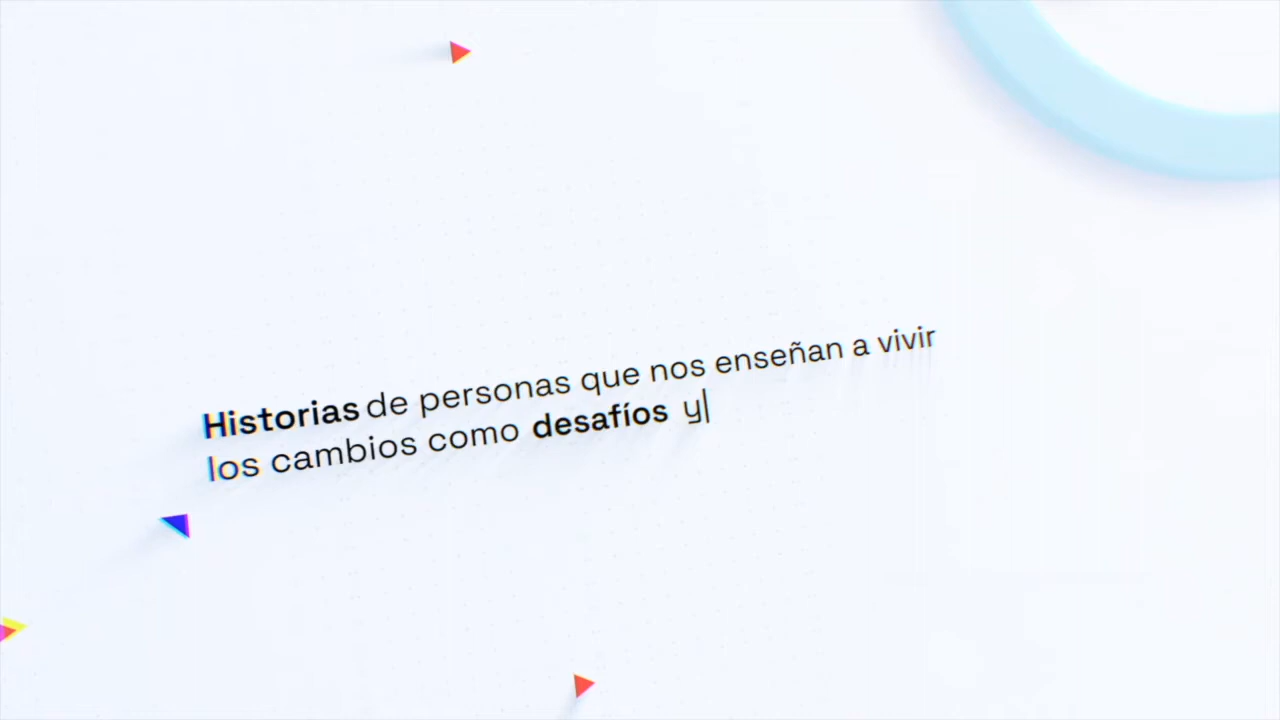 Historias de personas que nos enseñan a vivir
los cambios como desafíos y